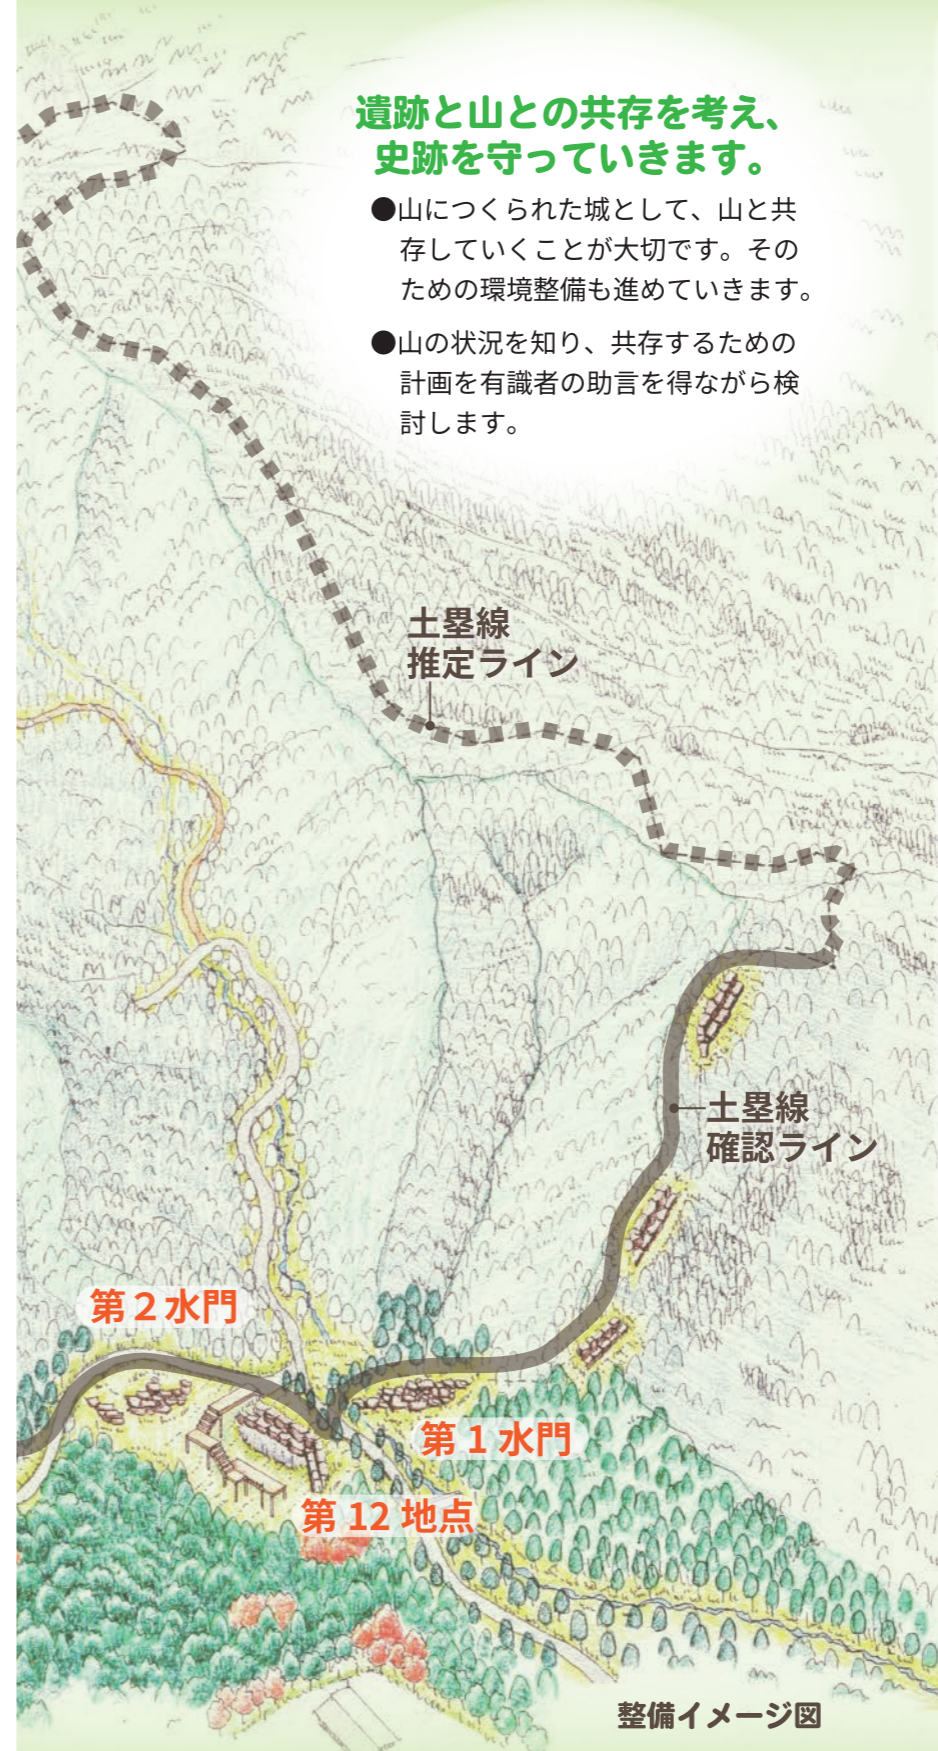 遺跡と山との共存を考え、
史跡を守っていきます。
●山につくられた城として、山と共
存していくことが大切です。その
ための環境整備も進めていきます。
●山の状況を知り、共存するための
計画を有識者の助言を得ながら検
討します。
土塁線
推定ライン
土塁線
確認ライン
第２水門
第１水門
第 12 地点
整備イメージ図